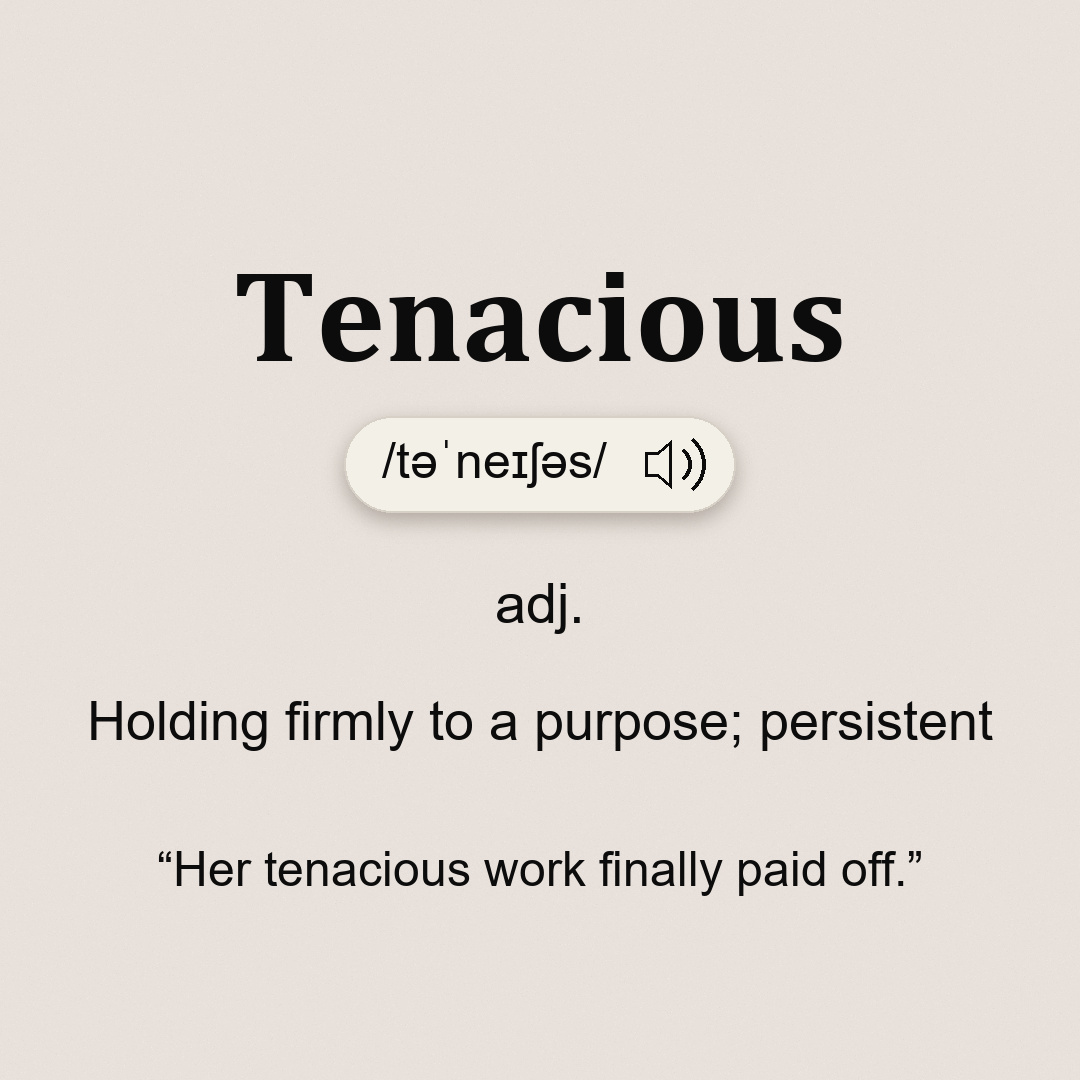 Tenacious
/təˈneɪʃəs/
adj.
Holding firmly to a purpose; persistent
“Her tenacious work finally paid off.”